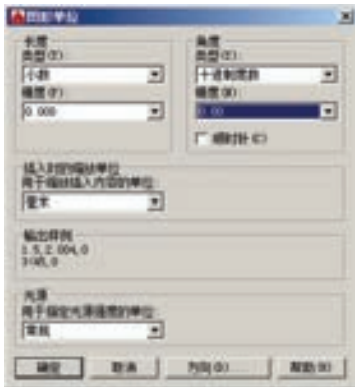 图形单位
长度
类型(T):
小数
精度(P)
0.000
角度
类型(Y):
十进制度数
精度(N):
0.00
顺时针(C)
插入时的缩放单位
用于缩放插入内容的单位:
毫米
输出样例
1.5,2.004,0
3<45,0
光源
用于指定光源强度的单位:
常规
确定
取消
方向(D)
帮助(H)